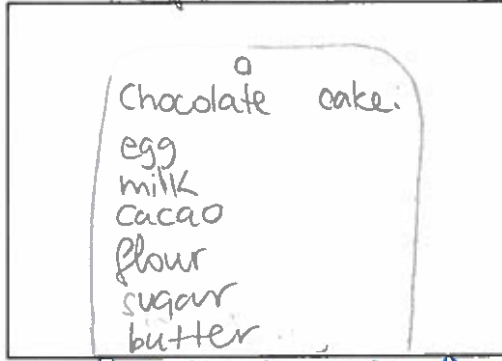 Chocolate cake.
egg
milk
cacao
flour
sugar
butter